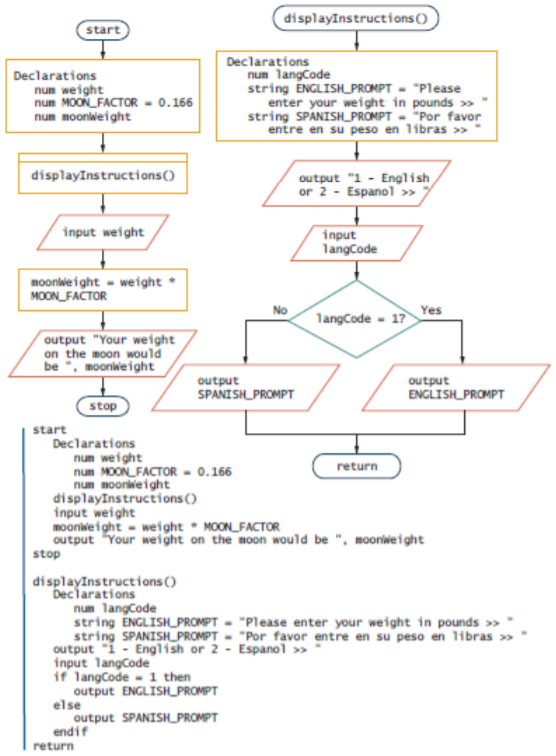 start
Declarations
num weight
num MOON_FACTOR = 0.166
num moonWeight
displayInstructions()
input weight
moonWeight = weight *
MOON_FACTOR
output "Your weight
on the moon would
be ", moonWeight
stop
displayInstructions()
Declarations
num langCode
string ENGLISH_PROMPT = "Please
enter your weight in pounds >> "
string SPANISH_PROMPT = "Por favor
entre en su peso en libras >> "
output "1 - English
or 2 - Espanol >> "
input
langCode
langCode = 1?
No
Yes
output
SPANISH_PROMPT
output
ENGLISH_PROMPT
return
start
Declarations
num weight
num MOON_FACTOR = 0.166
num moonWeight
displayInstructions()
input weight
moonWeight = weight * MOON_FACTOR
output "Your weight on the moon would be ", moonWeight
stop
displayInstructions()
Declarations
num langCode
string ENGLISH_PROMPT = "Please enter your weight in pounds >> "
string SPANISH_PROMPT = "Por favor entre en su peso en libras >> "
output "1 - English or 2 - Espanol >> "
input langCode
if langCode = 1 then
output ENGLISH_PROMPT
else
output SPANISH_PROMPT
endif
return